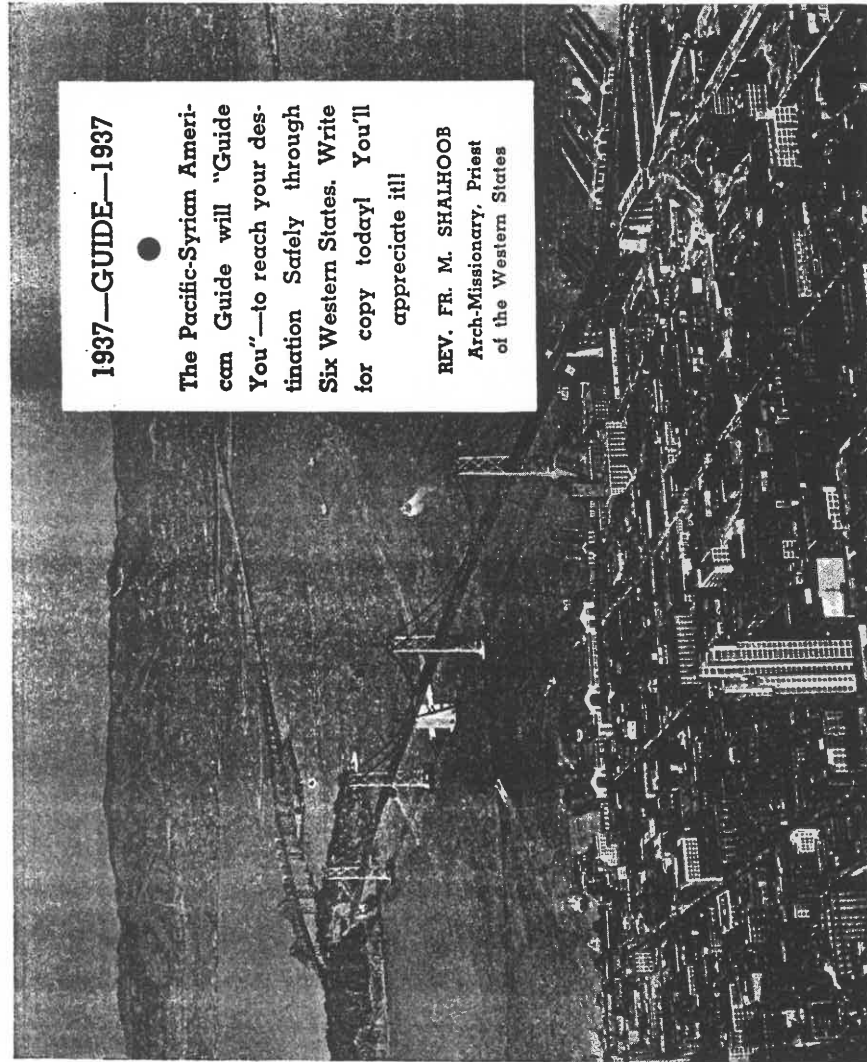 1937—GUIDE—1937
The Pacific-Syrian Ameri-
can Guide will "Guide
You"—to reach your des-
tination Safely through
Six Western States. Write
for copy today! You'll
appreciate it!!
REV. FR. M. SHALHOOB
Arch-Missionary, Priest
of the Western States